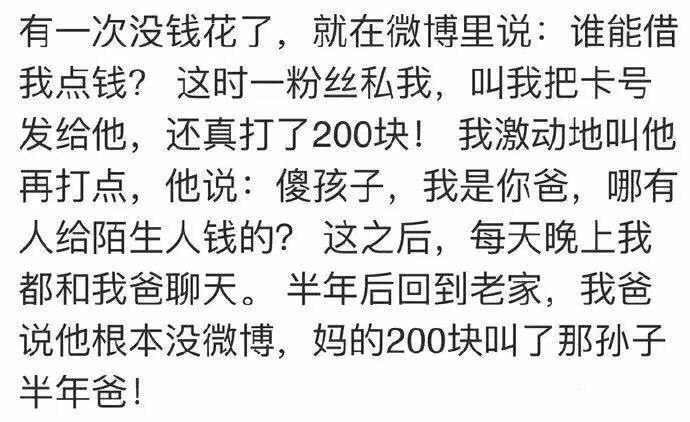 有一次没钱花了，就在微博里说：谁能借
我点钱？ 这时一粉丝私我，叫我把卡号
发给他，还真打了200块！ 我激动地叫他
再打点，他说：傻孩子，我是你爸，哪有
人给陌生人钱的？ 这之后，每天晚上我
都和我爸聊天。 半年后回到老家，我爸
说他根本没微博，妈的200块叫了那孙子
半年爸！